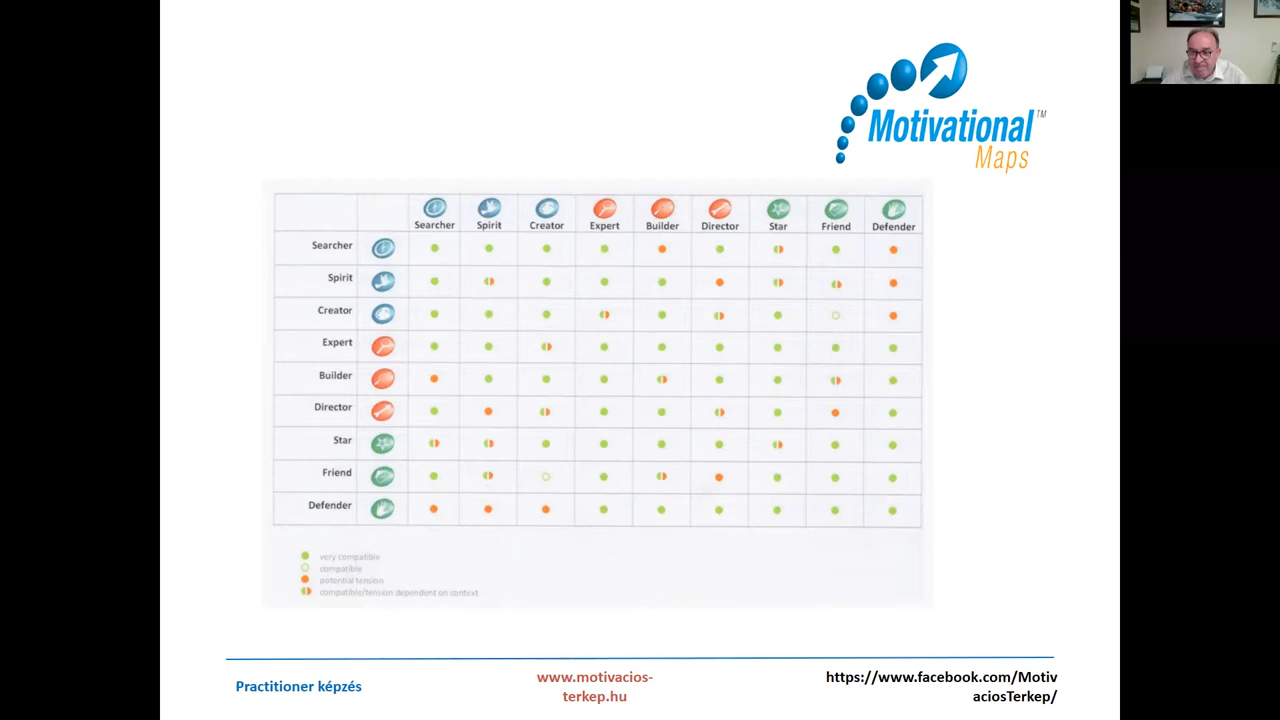 Motivational™
Maps
Searcher Spirit Creator Expert Builder Director Star Friend Defender
Searcher
Spirit
Creator
Expert
Builder
Director
Star
Friend
Defender
very compatible
compatible
potential tension
compatible/tension dependent on context
Practitioner képzés
www.motivacios-
terkep.hu
https://www.facebook.com/Motiv
aciosTerkep/